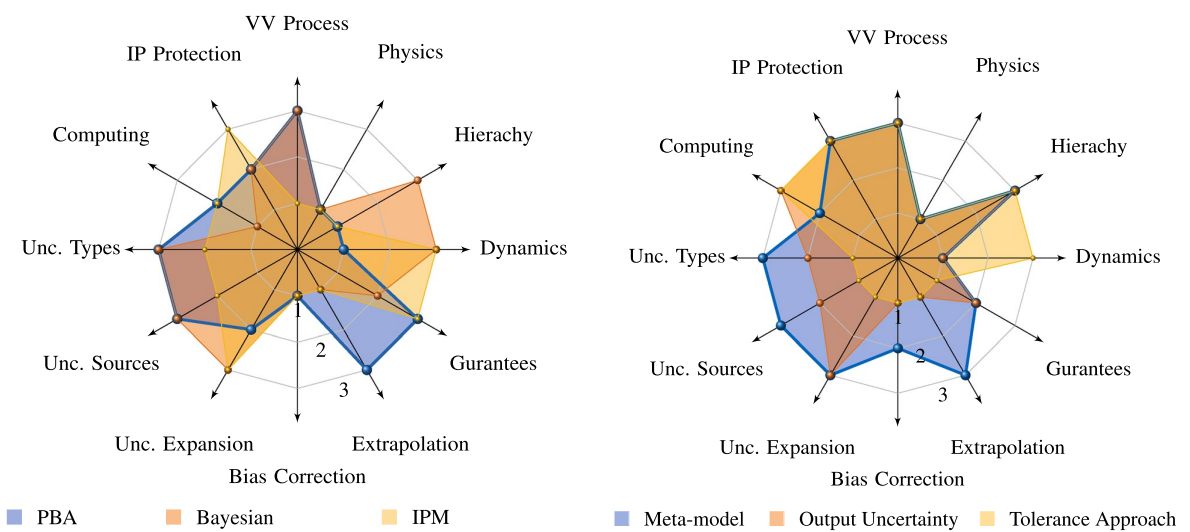 VV Process
IP Protection
Physics
Computing
Hierachy
Unc. Types
Dynamics
1
2
3
Unc. Sources
Gurantees
Unc. Expansion
Extrapolation
Bias Correction
PBA
Bayesian
IPM
VV Process
IP Protection
Physics
Computing
Hierachy
Unc. Types
Dynamics
1
2
3
Unc. Sources
Gurantees
Unc. Expansion
Extrapolation
Bias Correction
Meta-model
Output Uncertainty
Tolerance Approach